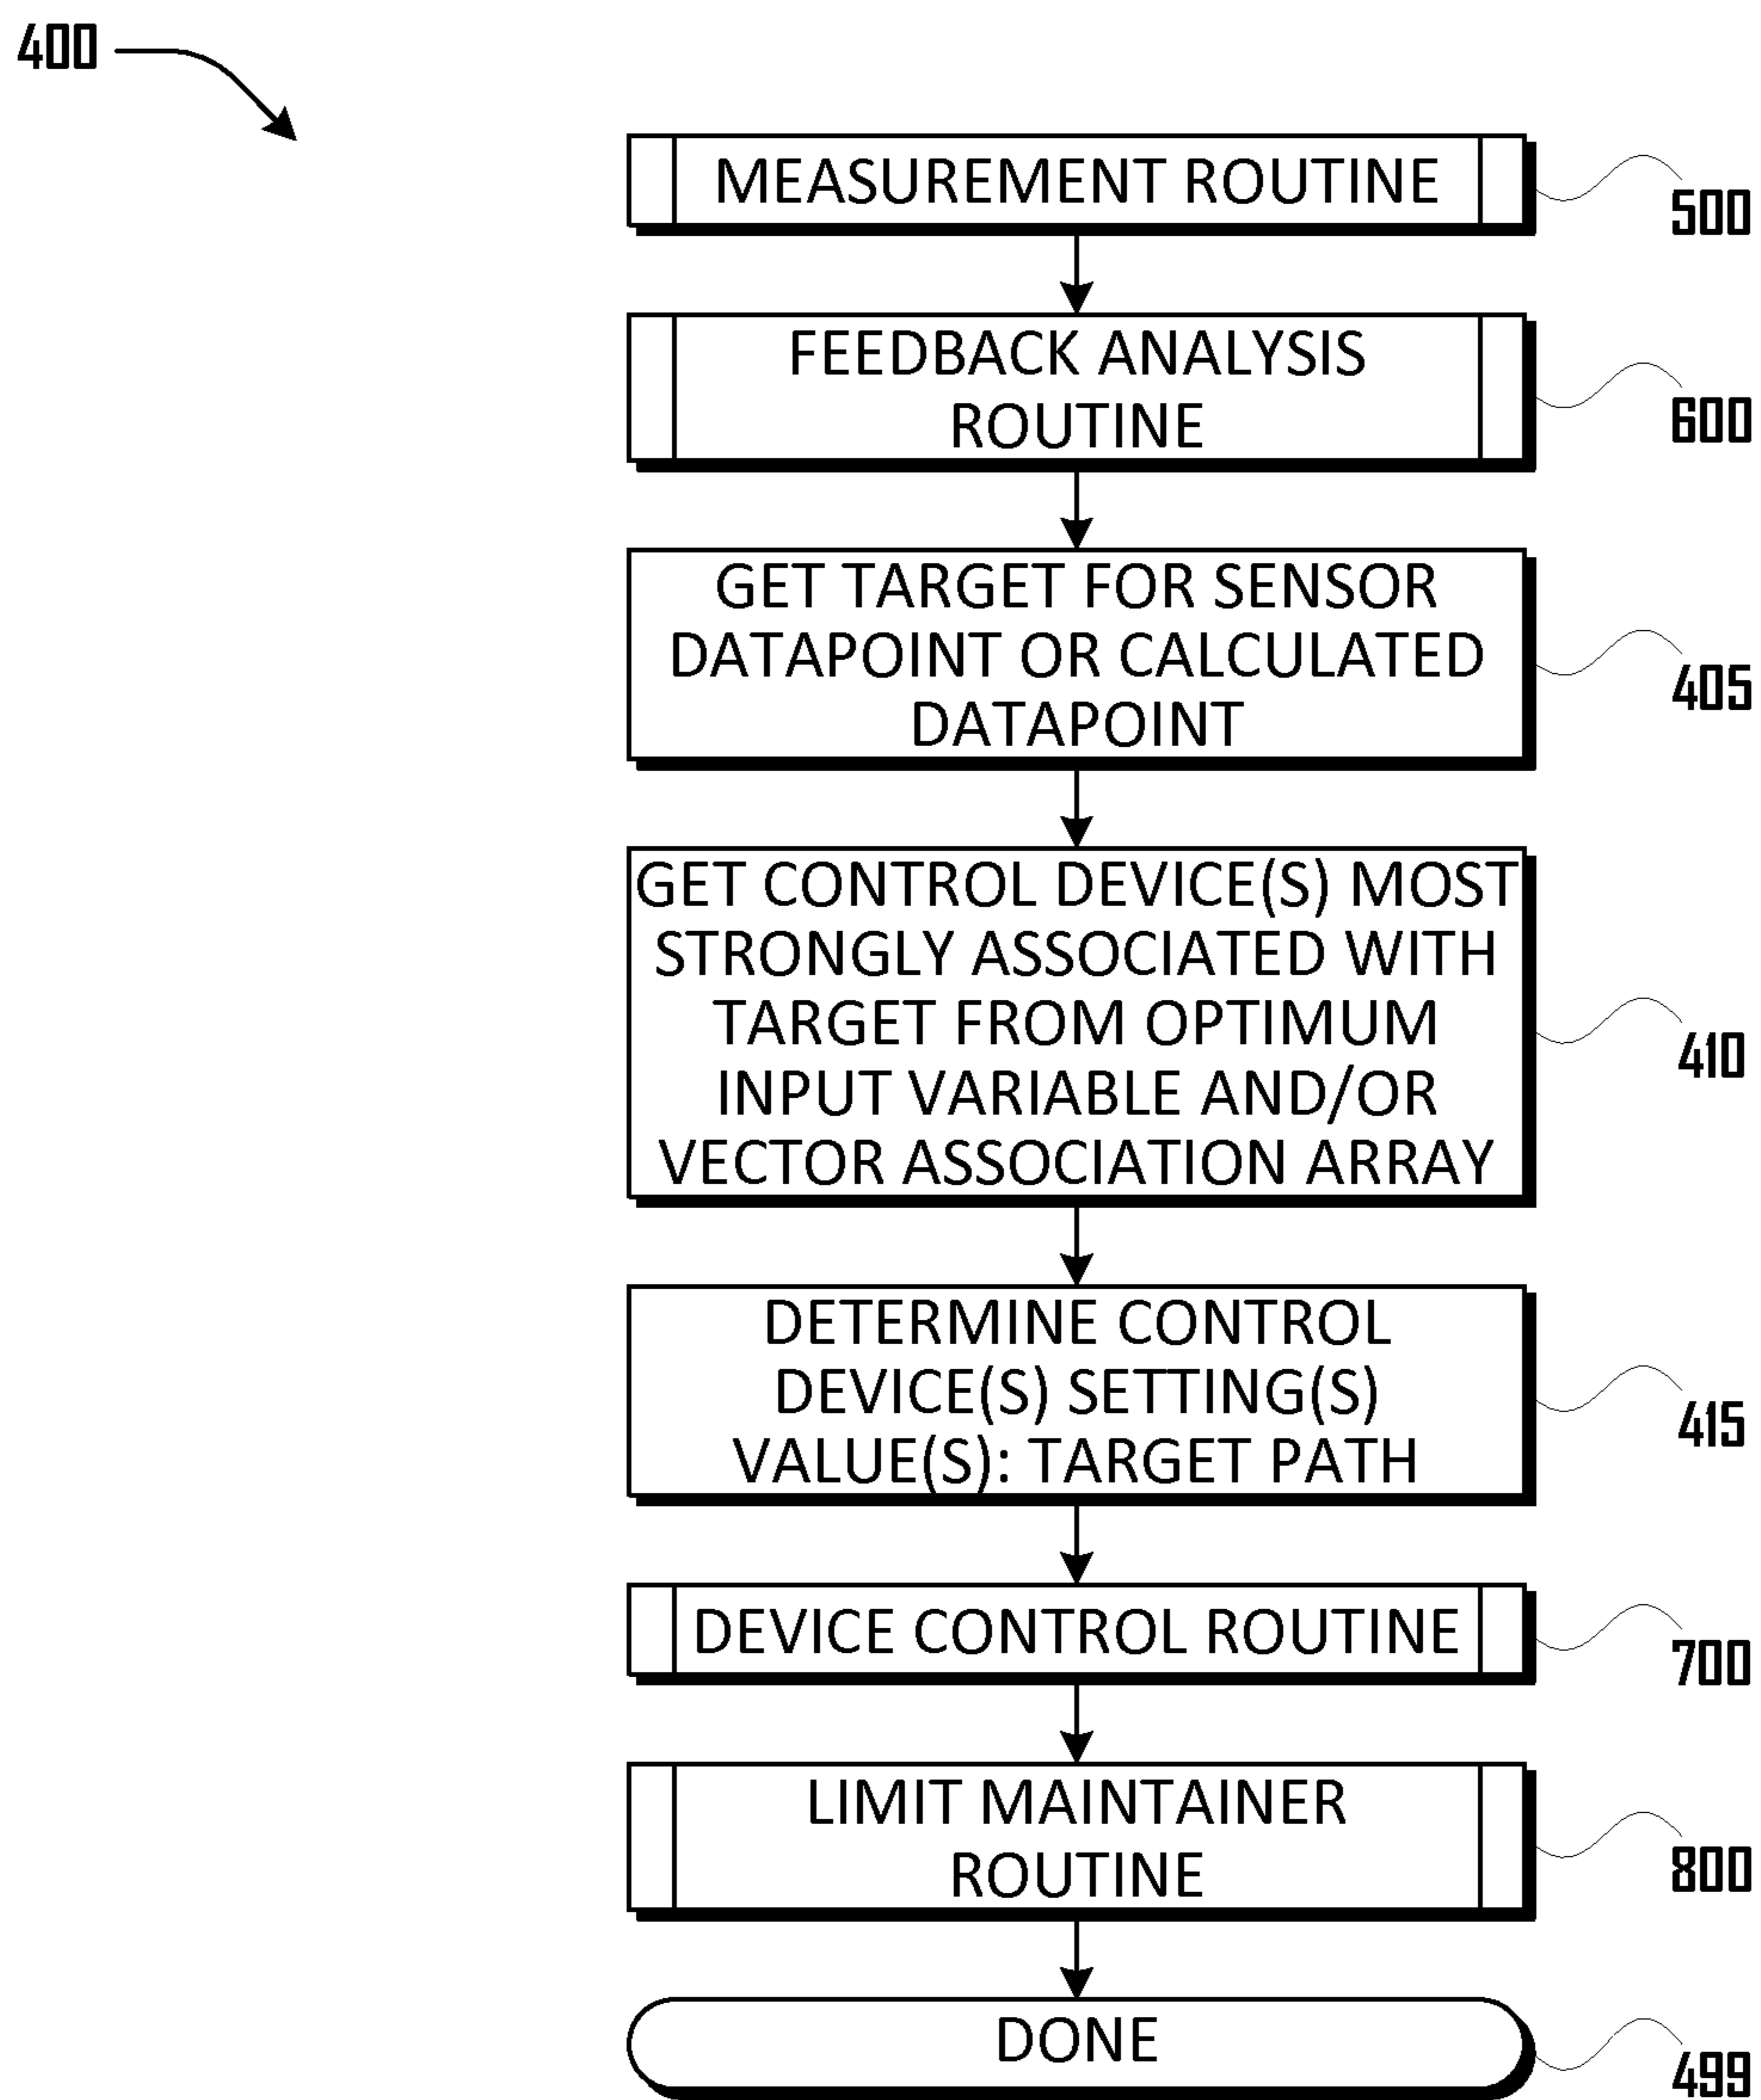 400
MEASUREMENT ROUTINE
500
FEEDBACK ANALYSIS
ROUTINE
600
GET TARGET FOR SENSOR
DATAPOINT OR CALCULATED
DATAPOINT
405
GET CONTROL DEVICE(S) MOST
STRONGLY ASSOCIATED WITH
TARGET FROM OPTIMUM
INPUT VARIABLE AND/OR
VECTOR ASSOCIATION ARRAY
410
DETERMINE CONTROL
DEVICE(S) SETTING(S)
VALUE(S): TARGET PATH
415
DEVICE CONTROL ROUTINE
700
LIMIT MAINTAINER
ROUTINE
800
DONE
499